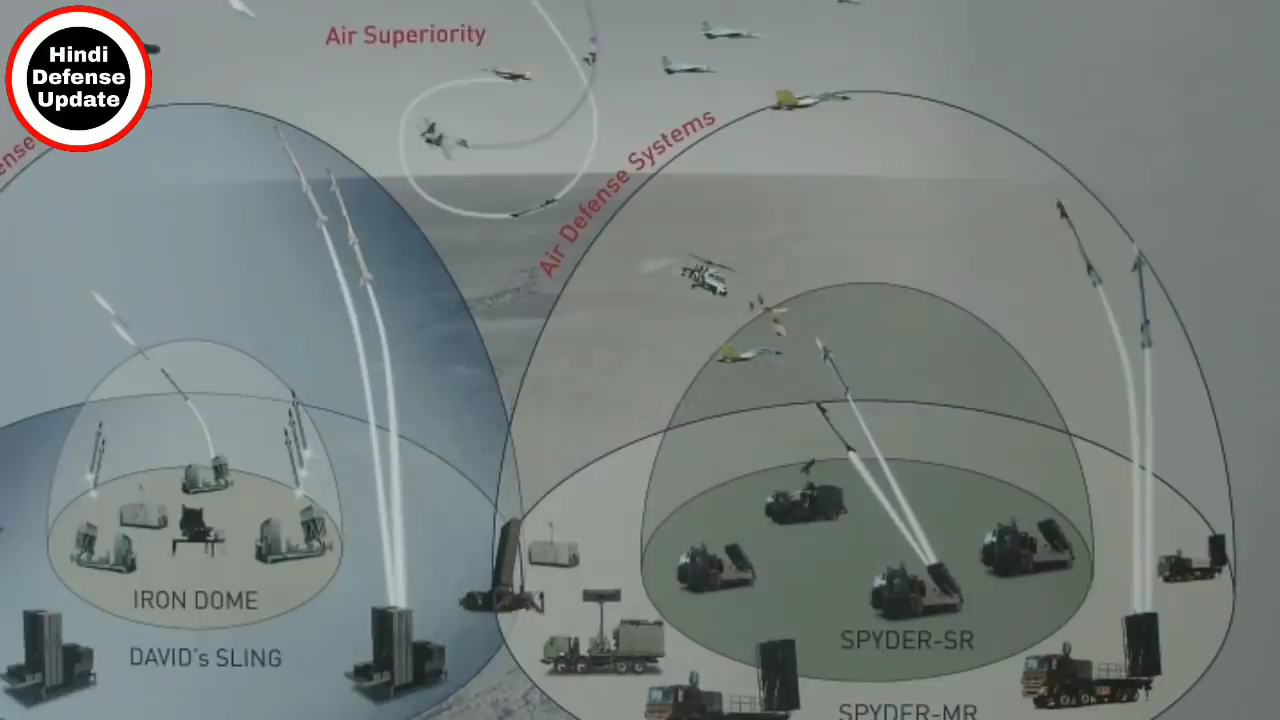 Hindi
Defense
Update
Air Superiority
Air Defense Systems
IRON DOME
DAVID's SLING
SPYDER-SR
SPYDER-MR